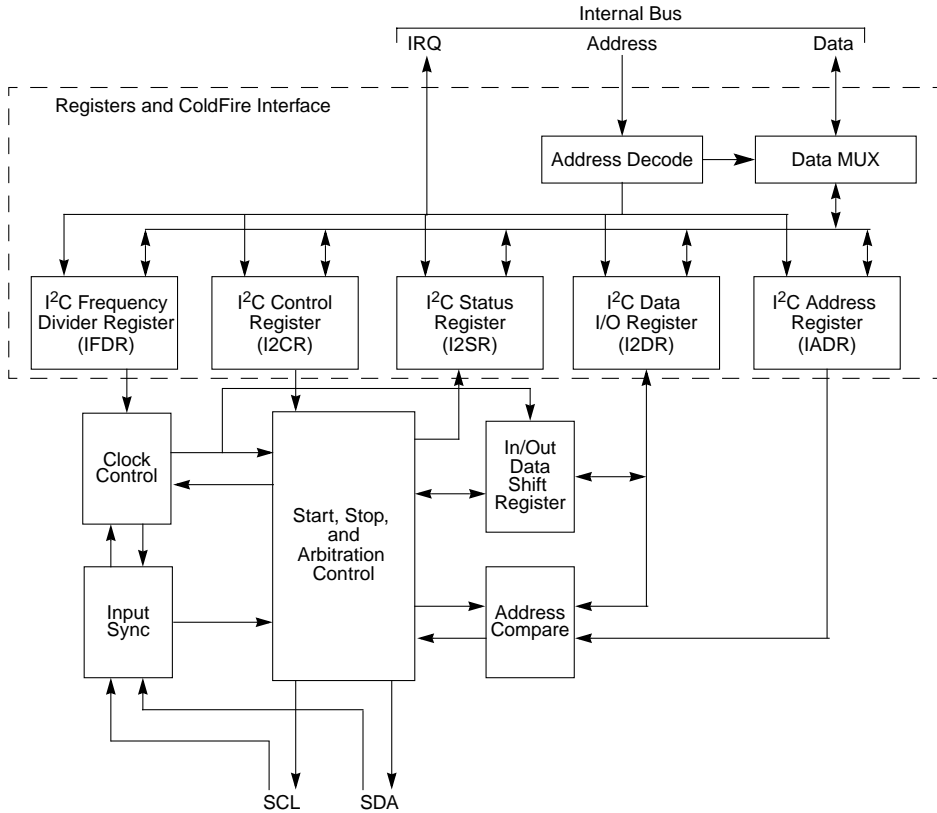 Internal Bus
IRQ
Address
Data
Registers and ColdFire Interface
Address Decode
Data MUX
I²C Frequency
Divider Register
(IFDR)
I²C Control
Register
(I2CR)
I²C Status
Register
(I2SR)
I²C Data
I/O Register
(I2DR)
I²C Address
Register
(IADR)
Clock
Control
Start, Stop,
and
Arbitration
Control
In/Out
Data
Shift
Register
Input
Sync
Address
Compare
SCL
SDA